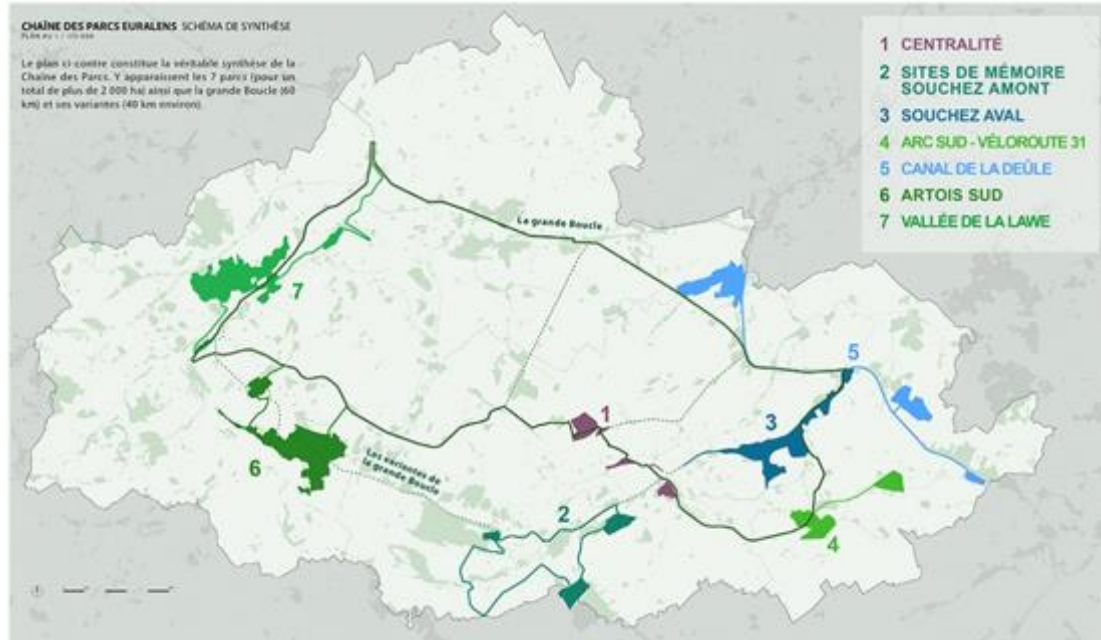 CHAÎNE DES PARCS EURALENS SCHÉMA DE SYNTHÈSE
Le plan ci-contre constitue la véritable synthèse de la
Chaîne des Parcs. Y apparaissent les 7 parcs (pour un
total de plus de 2 000 ha) ainsi que la grande Boucle (60
km) et ses variantes (40 km environ).
1 CENTRALITÉ
2 SITES DE MÉMOIRE
SOUCHEZ AMONT
3 SOUCHEZ AVAL
4 ARC SUD - VÉLOROUTE 31
5 CANAL DE LA DEÛLE
6 ARTOIS SUD
7 VALLÉE DE LA LAWE
La grande Boucle
7
5
1
3
6
Les variantes de
la grande Boucle
2
4